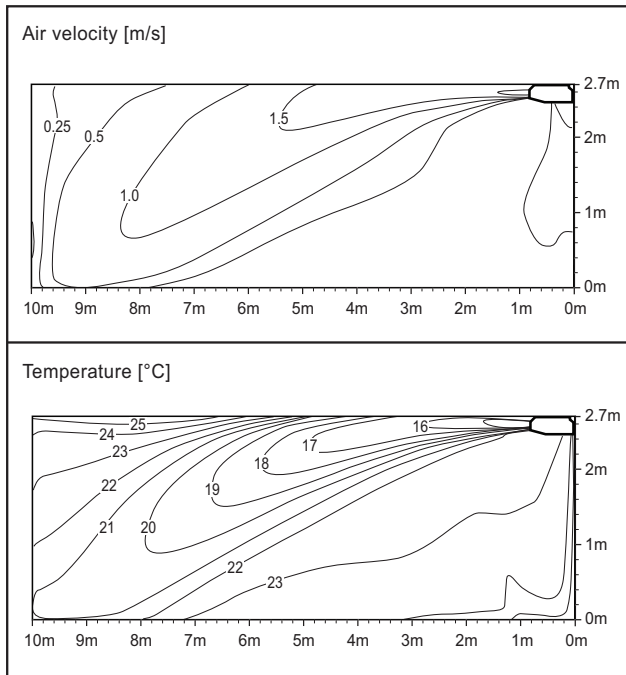 Air velocity [m/s]
2.7m
0.25
0.5
1.5
2m
1.0
1m
0m
10m 9m 8m 7m 6m 5m 4m 3m 2m 1m 0m
Temperature [°C]
2.7m
25
16
24
17
23
18
2m
22
19
21
20
1m
22
23
0m
10m 9m 8m 7m 6m 5m 4m 3m 2m 1m 0m